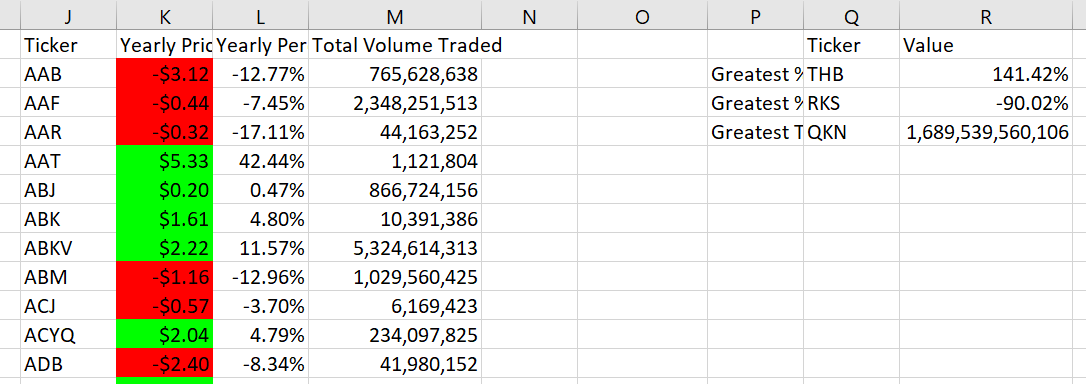 J K L M N O P Q R
Ticker Yearly Pric Yearly Per Total Volume Traded Ticker Value
AAB -$3.12 -12.77% 765,628,638 Greatest % THB 141.42%
AAF -$0.44 -7.45% 2,348,251,513 Greatest % RKS -90.02%
AAR -$0.32 -17.11% 44,163,252 Greatest T QKN 1,689,539,560,106
AAT $5.33 42.44% 1,121,804
ABJ $0.20 0.47% 866,724,156
ABK $1.61 4.80% 10,391,386
ABKV $2.22 11.57% 5,324,614,313
ABM -$1.16 -12.96% 1,029,560,425
ACJ -$0.57 -3.70% 6,169,423
ACYQ $2.04 4.79% 234,097,825
ADB -$2.40 -8.34% 41,980,152